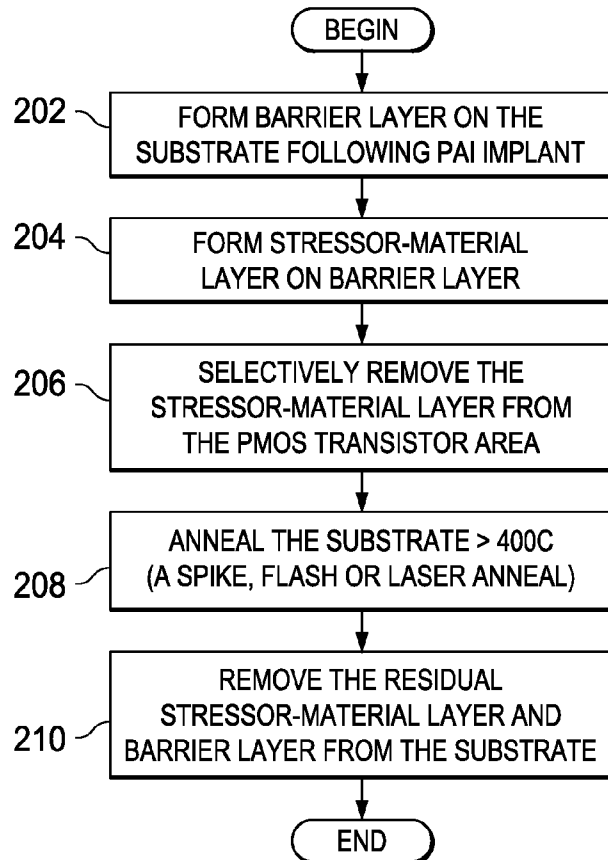 BEGIN
202
FORM BARRIER LAYER ON THE
SUBSTRATE FOLLOWING PAI IMPLANT
204
FORM STRESSOR-MATERIAL
LAYER ON BARRIER LAYER
206
SELECTIVELY REMOVE THE
STRESSOR-MATERIAL LAYER FROM
THE PMOS TRANSISTOR AREA
208
ANNEAL THE SUBSTRATE > 400C
(A SPIKE, FLASH OR LASER ANNEAL)
210
REMOVE THE RESIDUAL
STRESSOR-MATERIAL LAYER AND
BARRIER LAYER FROM THE SUBSTRATE
END